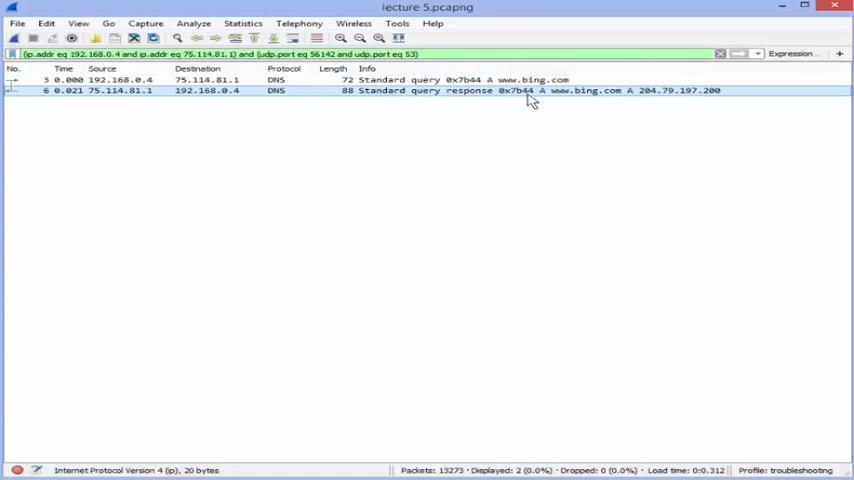 lecture 5.pcapng
File Edit View Go Capture Analyze Statistics Telephony Wireless Tools Help
(ip.addr eq 192.168.0.4 and ip.addr eq 75.114.81.1) and (udp.port eq 56142 and udp.port eq 53) Expression... +
No. Time Source Destination Protocol Length Info
3 0.000 192.168.0.4 75.114.81.1 DNS 72 Standard query 0x7b44 A www.bing.com
6 0.021 75.114.81.1 192.168.0.4 DNS 88 Standard query response 0x7b44 A www.bing.com A 204.79.197.200
Internet Protocol Version 4 (ip), 20 bytes Packets: 13273 · Displayed: 2 (0.0%) · Dropped: 0 (0.0%) · Load time: 0:0.312 Profile: troubleshooting